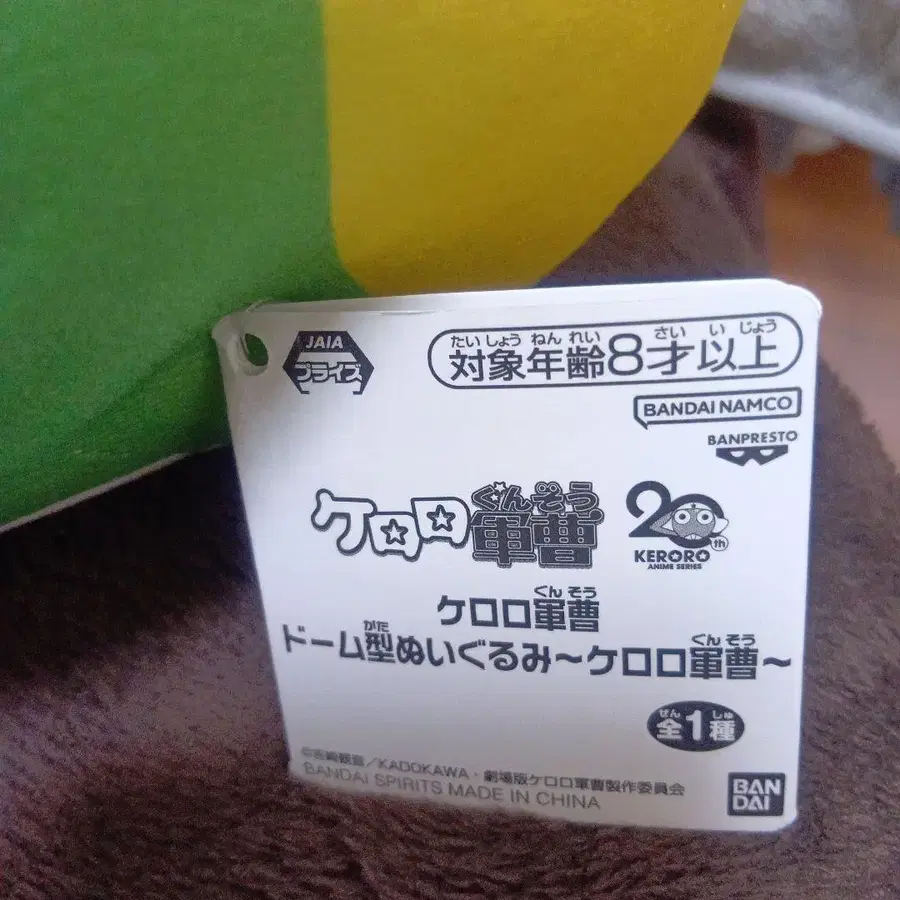 JAIA
プライズ
たいしょうねんれい さい い じょう
対象年齢8才以上
BANDAI NAMCO
BANPRESTO
ぐんそう
ケロロ軍曹
20th
KERORO
ANIME SERIES
ぐんそう
ケロロ軍曹
がた ぐんそう
ドーム型ぬいぐるみ～ケロロ軍曹～
ぜん しゅ
全1種
©吉崎観音/KADOKAWA・劇場版ケロロ軍曹製作委員会
BANDAI SPIRITS MADE IN CHINA
BAN
DAI